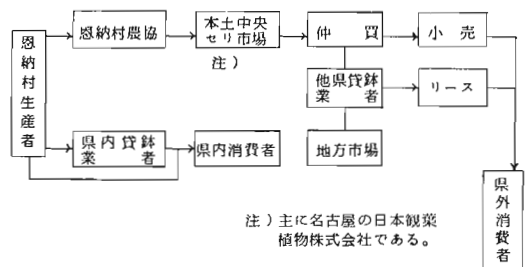 恩納村生産者
恩納村農協
本土中央
セリ市場
注)
仲買
小売
他県貸鉢
業者
リース
地方市場
県内貸鉢
業者
県内消費者
県外消費者
注)主に名古屋の日本観葉
植物株式会社である。